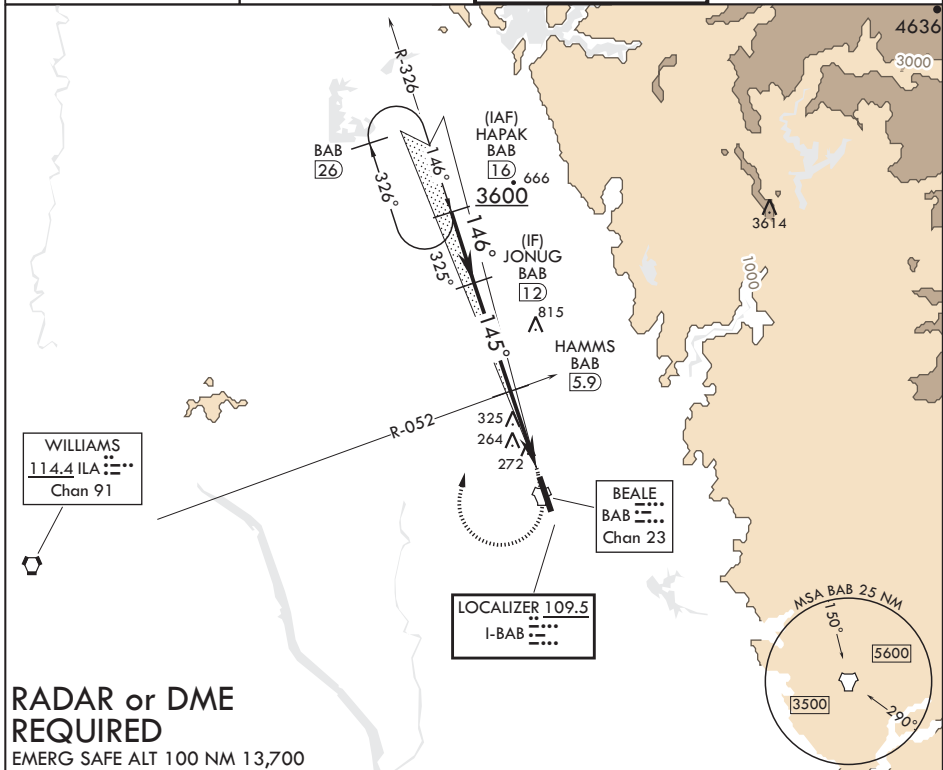 4636
3000
R-326
(IAF)
HAPAK
BAB
16
3600
666
BAB
26
146°
326°
146°
325°
3614
(IF)
JONUG
BAB
12
1000
815
145°
HAMMS
BAB
5.9
325
264
272
R-052
WILLIAMS
114.4 ILA
Chan 91
BEALE
BAB
Chan 23
LOCALIZER 109.5
I-BAB
MSA BAB 25 NM
150°
5600
3500
290°
RADAR or DME
REQUIRED
EMERG SAFE ALT 100 NM 13,700